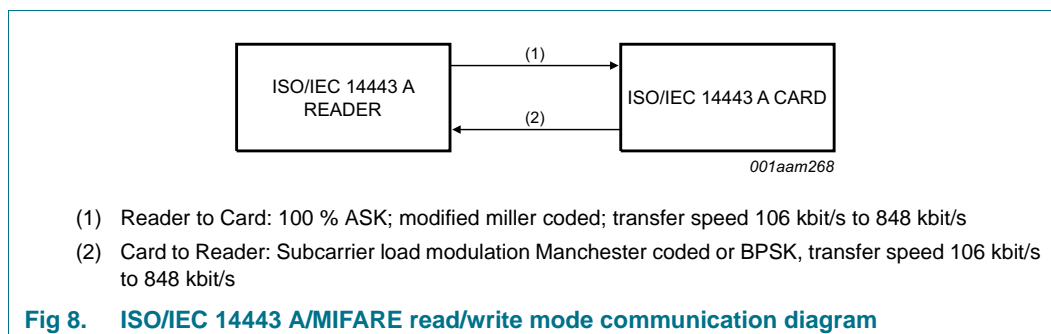 (1)
ISO/IEC 14443 A
READER
ISO/IEC 14443 A CARD
(2)
001aam268
(1) Reader to Card: 100 % ASK; modified miller coded; transfer speed 106 kbit/s to 848 kbit/s
(2) Card to Reader: Subcarrier load modulation Manchester coded or BPSK, transfer speed 106 kbit/s
to 848 kbit/s
Fig 8. ISO/IEC 14443 A/MIFARE read/write mode communication diagram